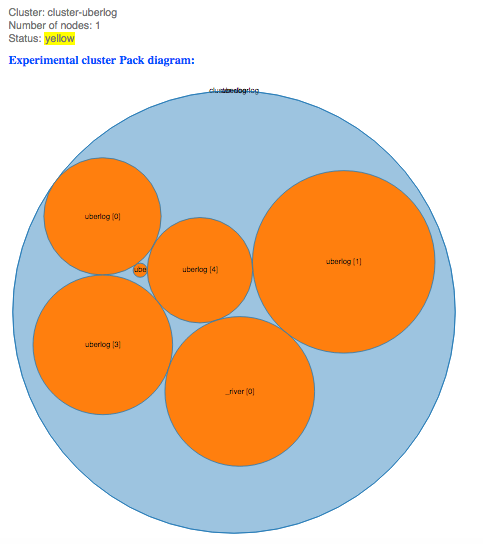 Cluster: cluster-uberlog
Number of nodes: 1
Status: yellow
Experimental cluster Pack diagram:
uberlog [0]
uberlog [1]
ube
uberlog [4]
uberlog [3]
_river [0]